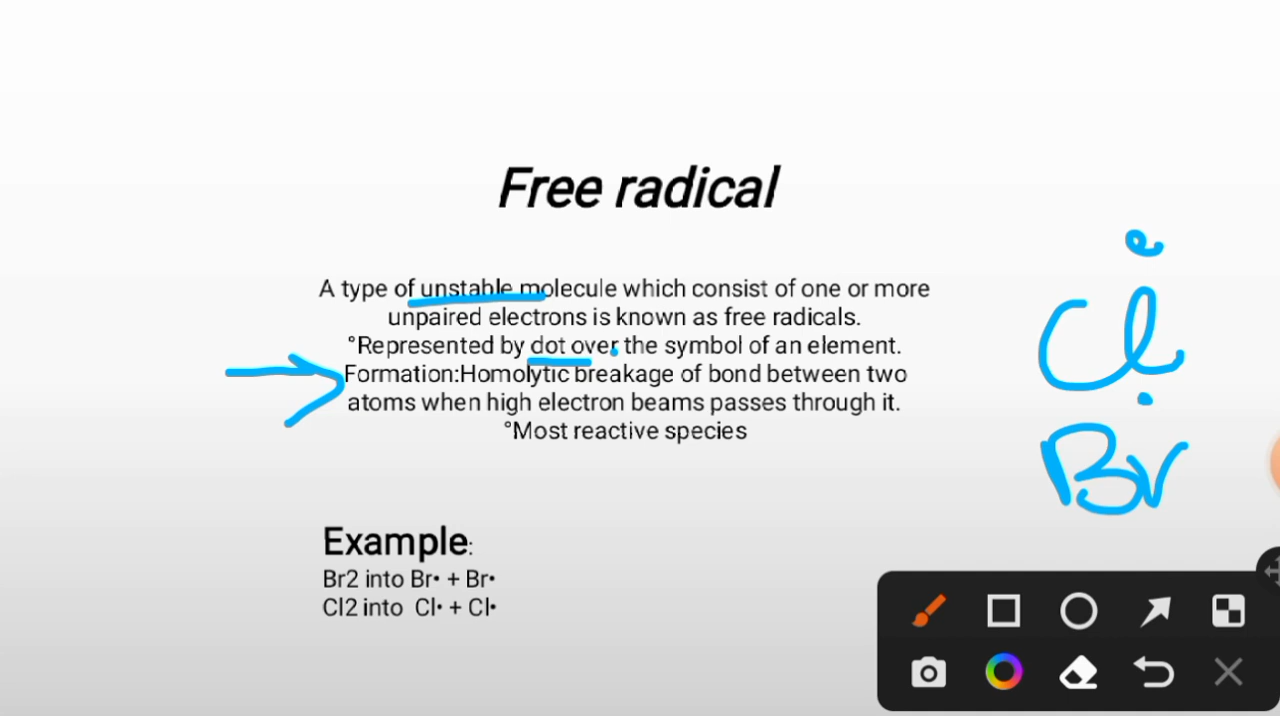 Free radical
A type of unstable molecule which consist of one or more
unpaired electrons is known as free radicals.
°Represented by dot over the symbol of an element.
Formation:Homolytic breakage of bond between two
atoms when high electron beams passes through it.
°Most reactive species
Example:
Br2 into Br• + Br•
Cl2 into Cl• + Cl•
Cl
Br